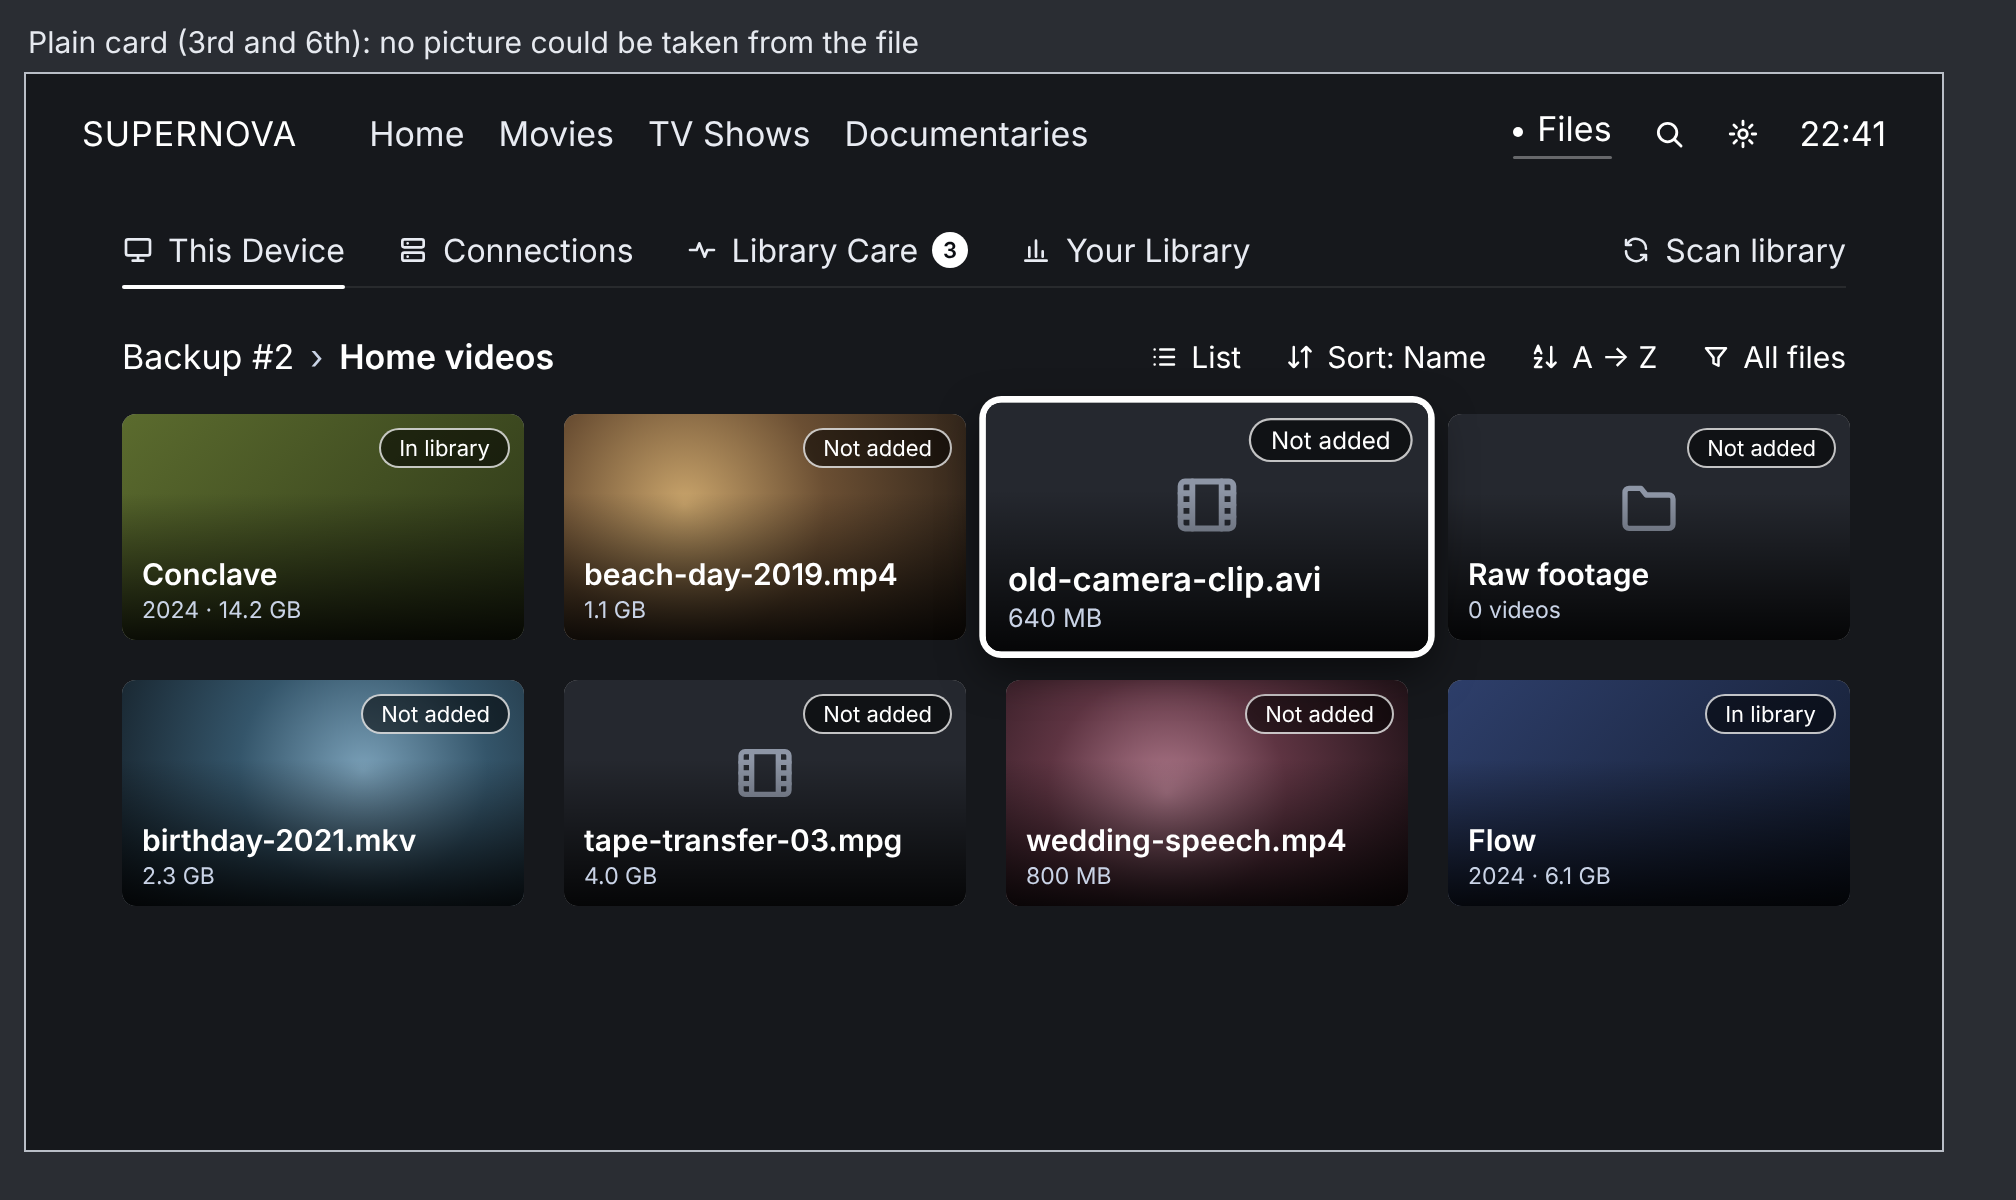 Plain card (3rd and 6th): no picture could be taken from the file
SUPERNOVA Home Movies TV Shows Documentaries • Files 22:41
This Device Connections Library Care 3 Your Library Scan library
Backup #2 › Home videos List Sort: Name A → Z All files
In library Not added Not added Not added
Conclave beach-day-2019.mp4 old-camera-clip.avi Raw footage
2024 · 14.2 GB 1.1 GB 640 MB 0 videos
Not added Not added Not added In library
birthday-2021.mkv tape-transfer-03.mpg wedding-speech.mp4 Flow
2.3 GB 4.0 GB 800 MB 2024 · 6.1 GB